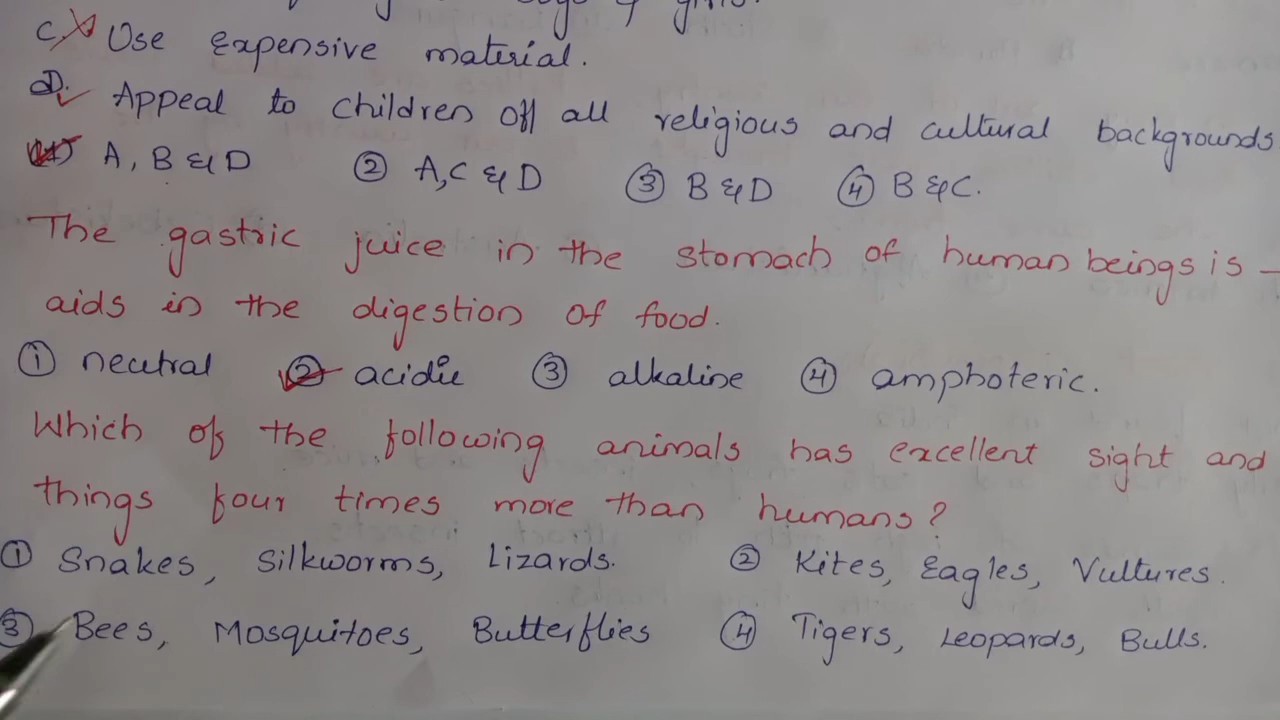 C. Use expensive material.
D. Appeal to children off all religious and cultural backgrounds
(1) A, B & D ② A, C & D ③ B & D ④ B & C.
The gastric juice in the stomach of human beings is —
aids in the digestion of food.
① neutral ② acidic ③ alkaline ④ amphoteric.
Which of the following animals has excellent sight and
things four times more than humans?
① Snakes, Silkworms, Lizards. ② Kites, Eagles, Vultures.
③ Bees, Mosquitoes, Butterflies ④ Tigers, Leopards, Bulls.